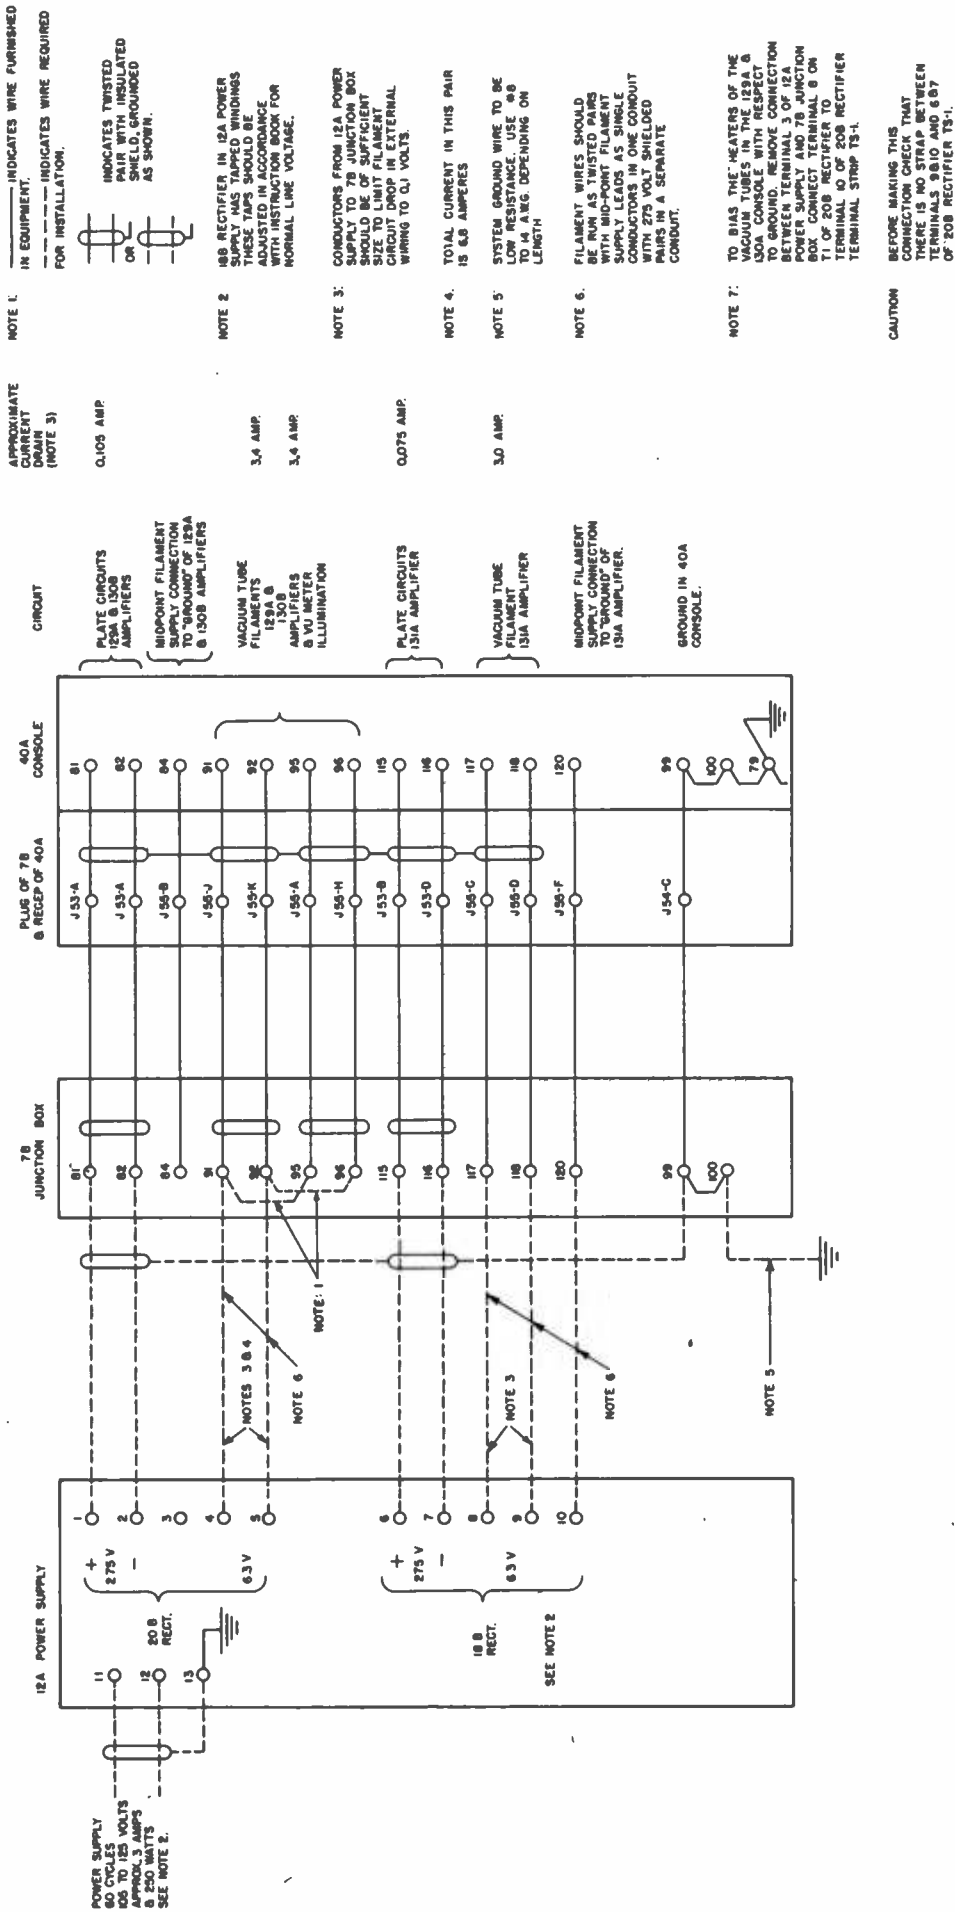 POWER SUPPLY
60 CYCLES
105 TO 125 VOLTS
APPROX. 3 AMPS
& 250 WATTS
SEE NOTE 2.
12A POWER SUPPLY
11
12
13
20B
RECT.
+
275 V
−
6.3 V
18 B
RECT.
SEE NOTE 2
+
275 V
−
6.3 V
1
2
3
4
5
6
7
8
9
10
NOTES 3 & 4
NOTE 6
NOTE: 1
NOTE 3
NOTE 6
NOTE 5
7B
JUNCTION BOX
81
82
84
91
92
95
96
115
116
117
118
120
99
100
PLUG OF 7B
& RECEP OF 40A
J53-A
J53-A
J55-B
J55-J
J55-K
J55-A
J55-H
J53-B
J53-D
J55-C
J55-D
J55-F
J54-C
40A
CONSOLE
81
82
84
91
92
95
96
115
116
117
118
120
99
100
79
CIRCUIT
PLATE CIRCUITS
129A & 130B
AMPLIFIERS
MIDPOINT FILAMENT
SUPPLY CONNECTION
TO "GROUND" OF 129A
& 130B AMPLIFIERS
VACUUM TUBE
FILAMENTS
129A &
130B
AMPLIFIERS
& VU METER
ILLUMINATION
PLATE CIRCUITS
131A AMPLIFIER
VACUUM TUBE
FILAMENT
131A AMPLIFIER
MIDPOINT FILAMENT
SUPPLY CONNECTION
TO "GROUND" OF
131A AMPLIFIER.
GROUND IN 40A
CONSOLE.
APPROXIMATE
CURRENT
DRAIN
(NOTE 3)
0.105 AMP.
3.4 AMP.
3.4 AMP.
0.075 AMP.
3.0 AMP.
NOTE 1: ——— INDICATES WIRE FURNISHED
IN EQUIPMENT.
– – – – INDICATES WIRE REQUIRED
FOR INSTALLATION.
OR
INDICATES TWISTED
PAIR WITH INSULATED
SHIELD, GROUNDED
AS SHOWN.
NOTE 2 18B RECTIFIER IN 12A POWER
SUPPLY HAS TAPPED WINDINGS
THESE TAPS SHOULD BE
ADJUSTED IN ACCORDANCE
WITH INSTRUCTION BOOK FOR
NORMAL LINE VOLTAGE.
NOTE 3: CONDUCTORS FROM 12A POWER
SUPPLY TO 7B JUNCTION BOX
SHOULD BE OF SUFFICIENT
SIZE TO LIMIT FILAMENT
CIRCUIT DROP IN EXTERNAL
WIRING TO 0.1 VOLTS.
NOTE 4. TOTAL CURRENT IN THIS PAIR
IS 6.8 AMPERES
NOTE 5 SYSTEM GROUND WIRE TO BE
LOW RESISTANCE. USE #8
TO 14 A.W.G. DEPENDING ON
LENGTH
NOTE 6. FILAMENT WIRES SHOULD
BE RUN AS TWISTED PAIRS
WITH MID-POINT FILAMENT
SUPPLY LEADS AS SINGLE
CONDUCTORS IN ONE CONDUIT
WITH 275 VOLT SHIELDED
PAIRS IN A SEPARATE
CONDUIT.
NOTE 7: TO BIAS THE HEATERS OF THE
VACUUM TUBES IN THE 129A &
130A CONSOLE WITH RESPECT
TO GROUND. REMOVE CONNECTION
BETWEEN TERMINAL 3 OF 12A
POWER SUPPLY AND 7B JUNCTION
BOX CONNECT TERMINAL 8 ON
T1 OF 20B RECTIFIER TO
TERMINAL 10 OF 20B RECTIFIER
TERMINAL STRIP TS-1.
CAUTION BEFORE MAKING THIS
CONNECTION CHECK THAT
THERE IS NO STRAP BETWEEN
TERMINALS 9 & 10 AND 6 & 7
OF 20B RECTIFIER TS-1.